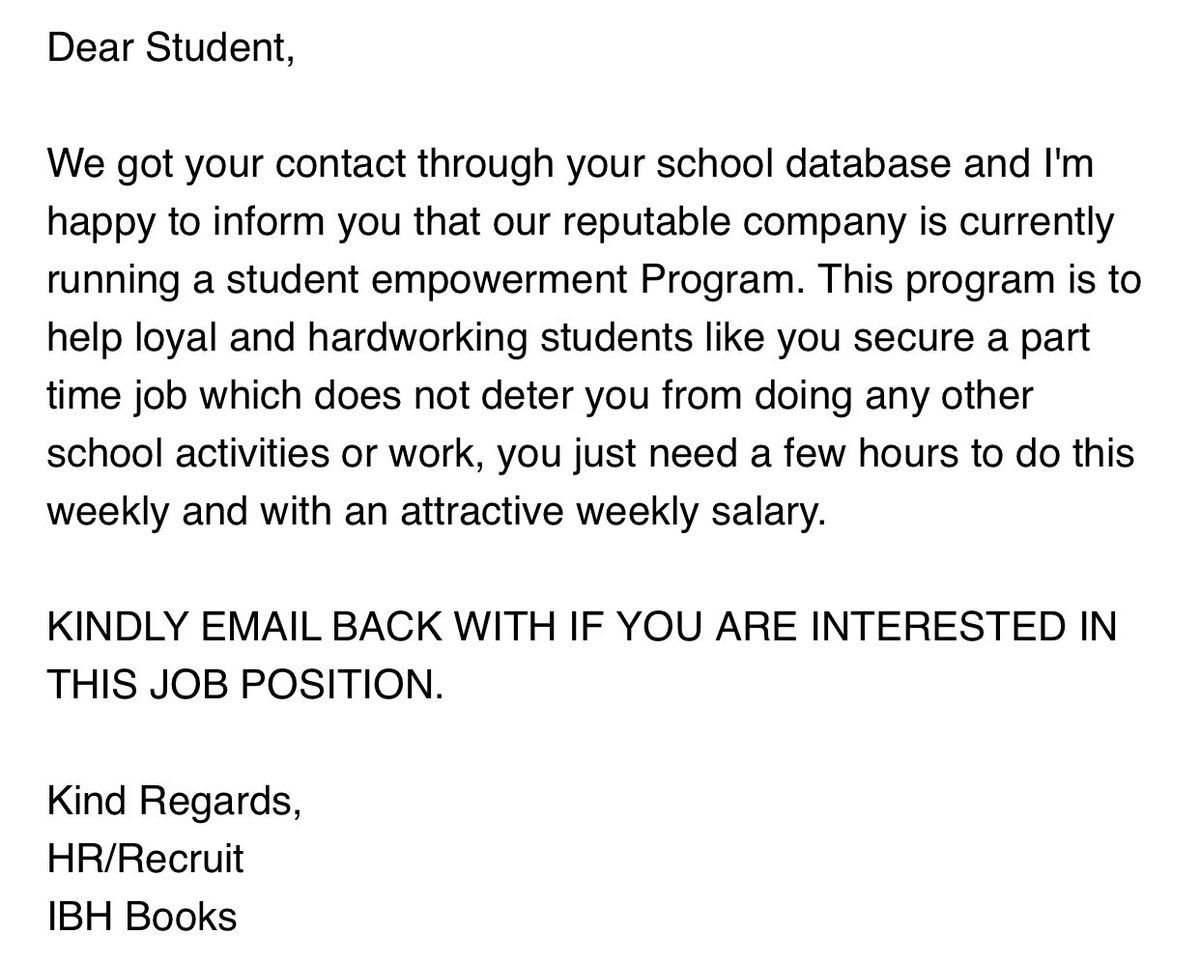 Dear Student,
We got your contact through your school database and I'm
happy to inform you that our reputable company is currently
running a student empowerment Program. This program is to
help loyal and hardworking students like you secure a part
time job which does not deter you from doing any other
school activities or work, you just need a few hours to do this
weekly and with an attractive weekly salary.
KINDLY EMAIL BACK WITH IF YOU ARE INTERESTED IN
THIS JOB POSITION.
Kind Regards,
HR/Recruit
IBH Books